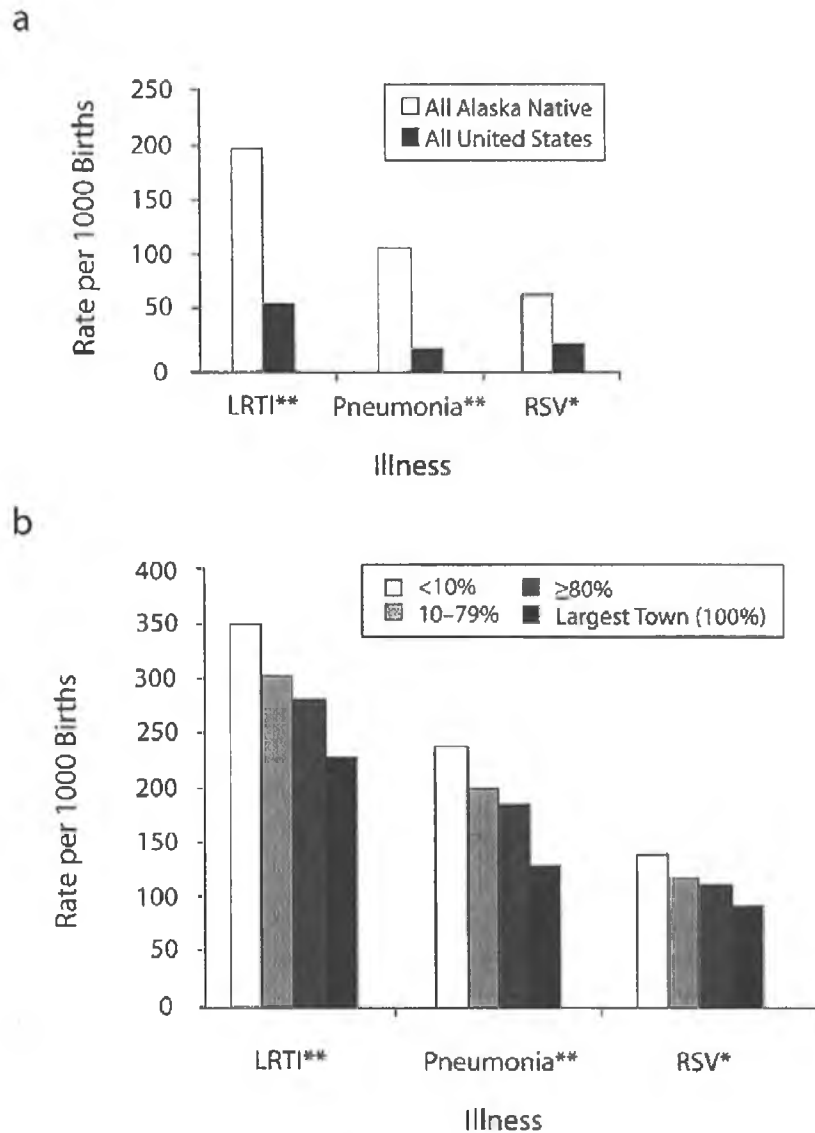 a
250
200
150
100
50
0
Rate per 1000 Births
All Alaska Native
All United States
LRTI** Pneumonia** RSV*
Illness
b
400
350
300
250
200
150
100
50
0
Rate per 1000 Births
<10% ≥80%
10–79% Largest Town (100%)
LRTI** Pneumonia** RSV*
Illness